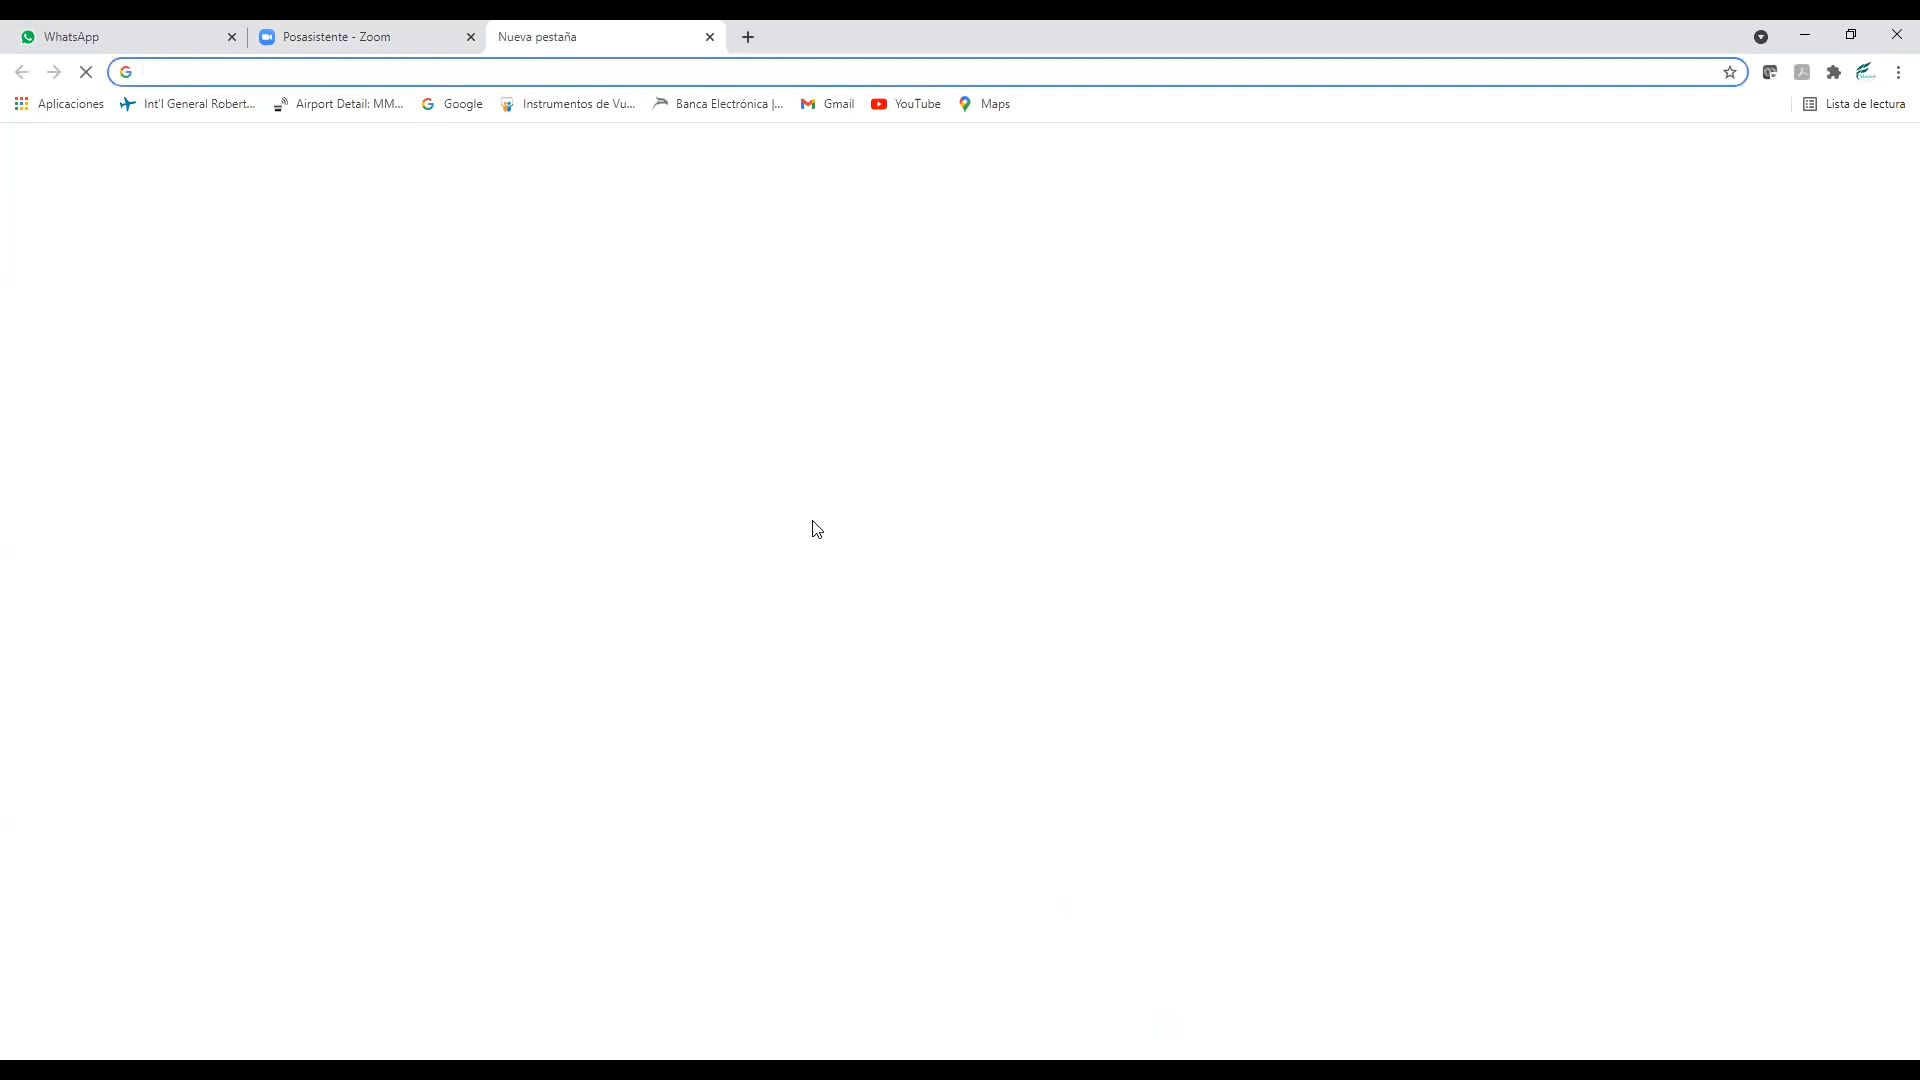 WhatsApp
Posasistente - Zoom
Nueva pestaña
Aplicaciones
Int'l General Robert...
Airport Detail: MM...
Google
Instrumentos de Vu...
Banca Electrónica |...
Gmail
YouTube
Maps
Lista de lectura